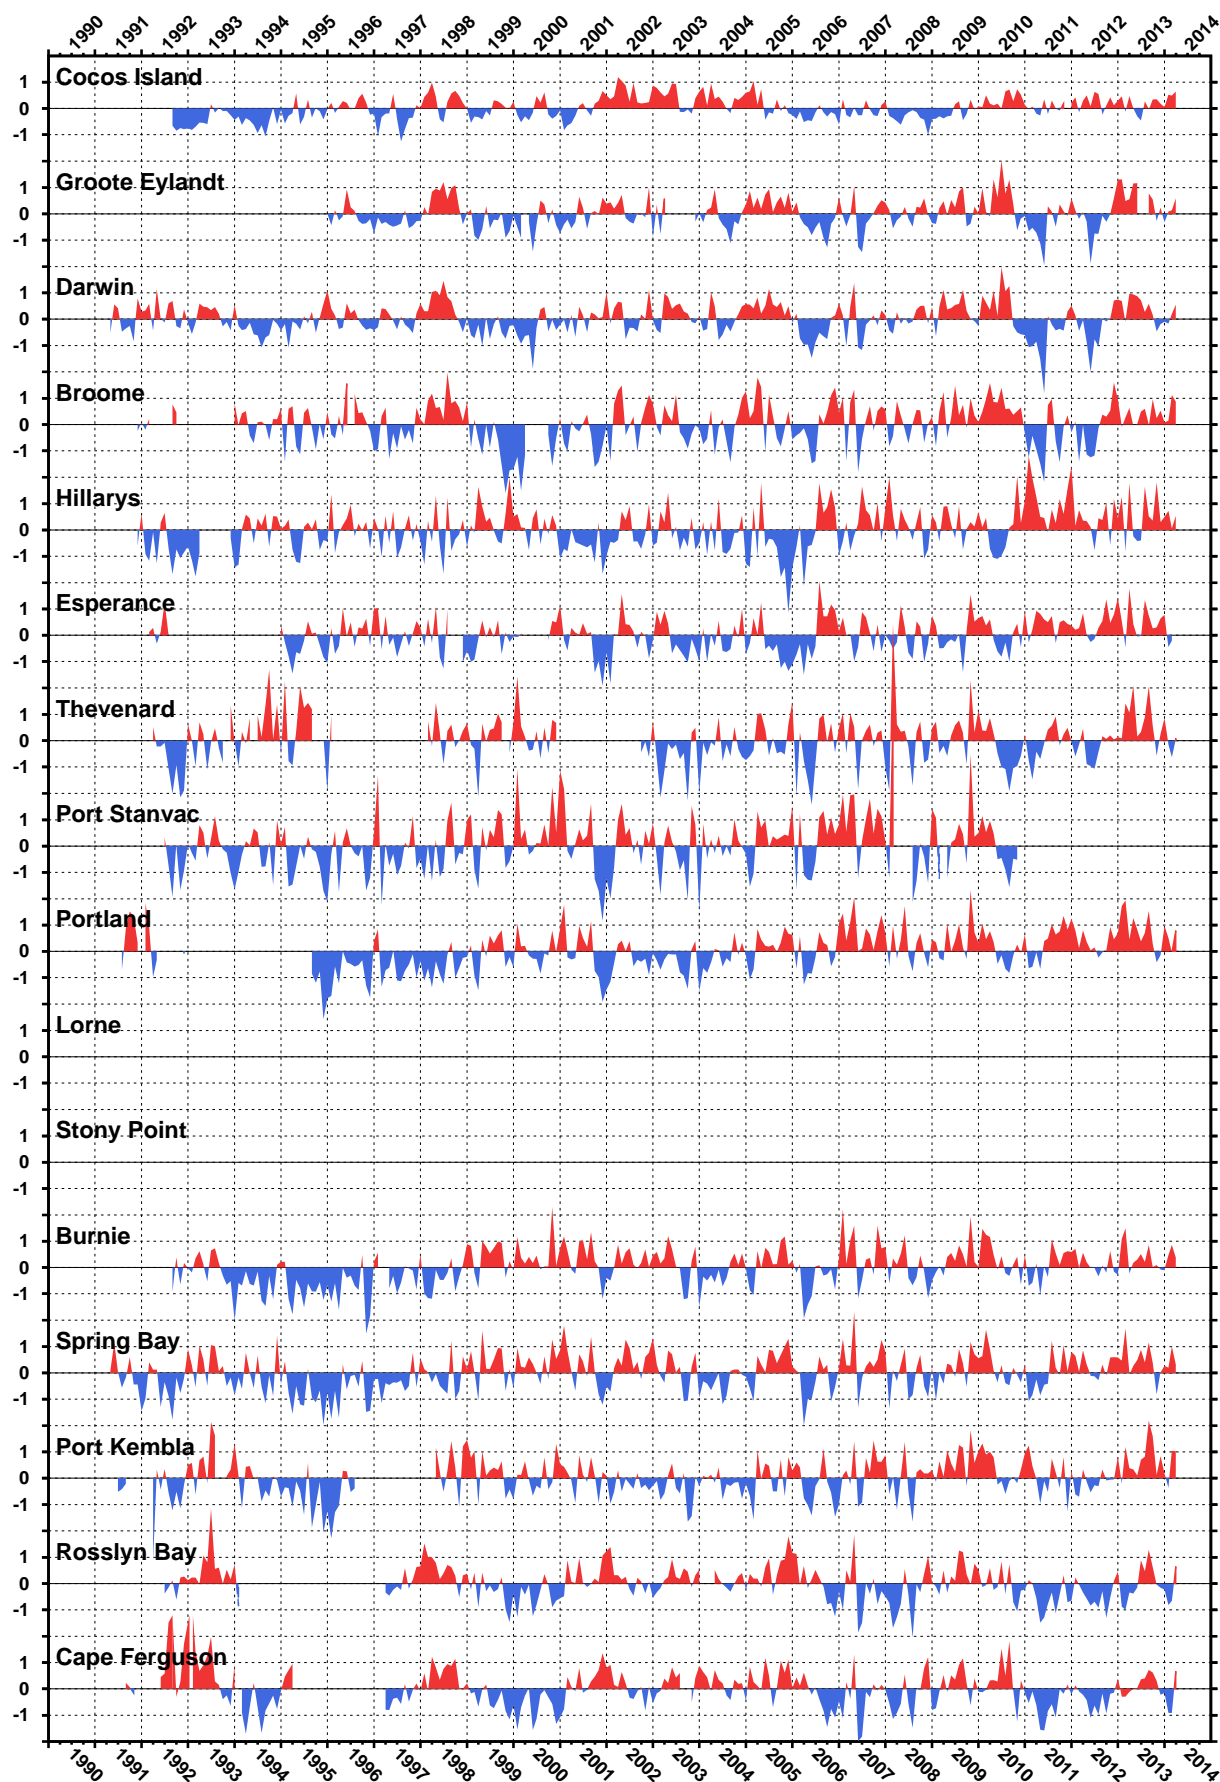 1990 1991 1992 1993 1994 1995 1996 1997 1998 1999 2000 2001 2002 2003 2004 2005 2006 2007 2008 2009 2010 2011 2012 2013 2014
Cocos Island
1
0
-1
Groote Eylandt
1
0
-1
Darwin
1
0
-1
Broome
1
0
-1
Hillarys
1
0
-1
Esperance
1
0
-1
Thevenard
1
0
-1
Port Stanvac
1
0
-1
Portland
1
0
-1
Lorne
1
0
-1
Stony Point
1
0
-1
Burnie
1
0
-1
Spring Bay
1
0
-1
Port Kembla
1
0
-1
Rosslyn Bay
1
0
-1
Cape Ferguson
1
0
-1
1990 1991 1992 1993 1994 1995 1996 1997 1998 1999 2000 2001 2002 2003 2004 2005 2006 2007 2008 2009 2010 2011 2012 2013 2014